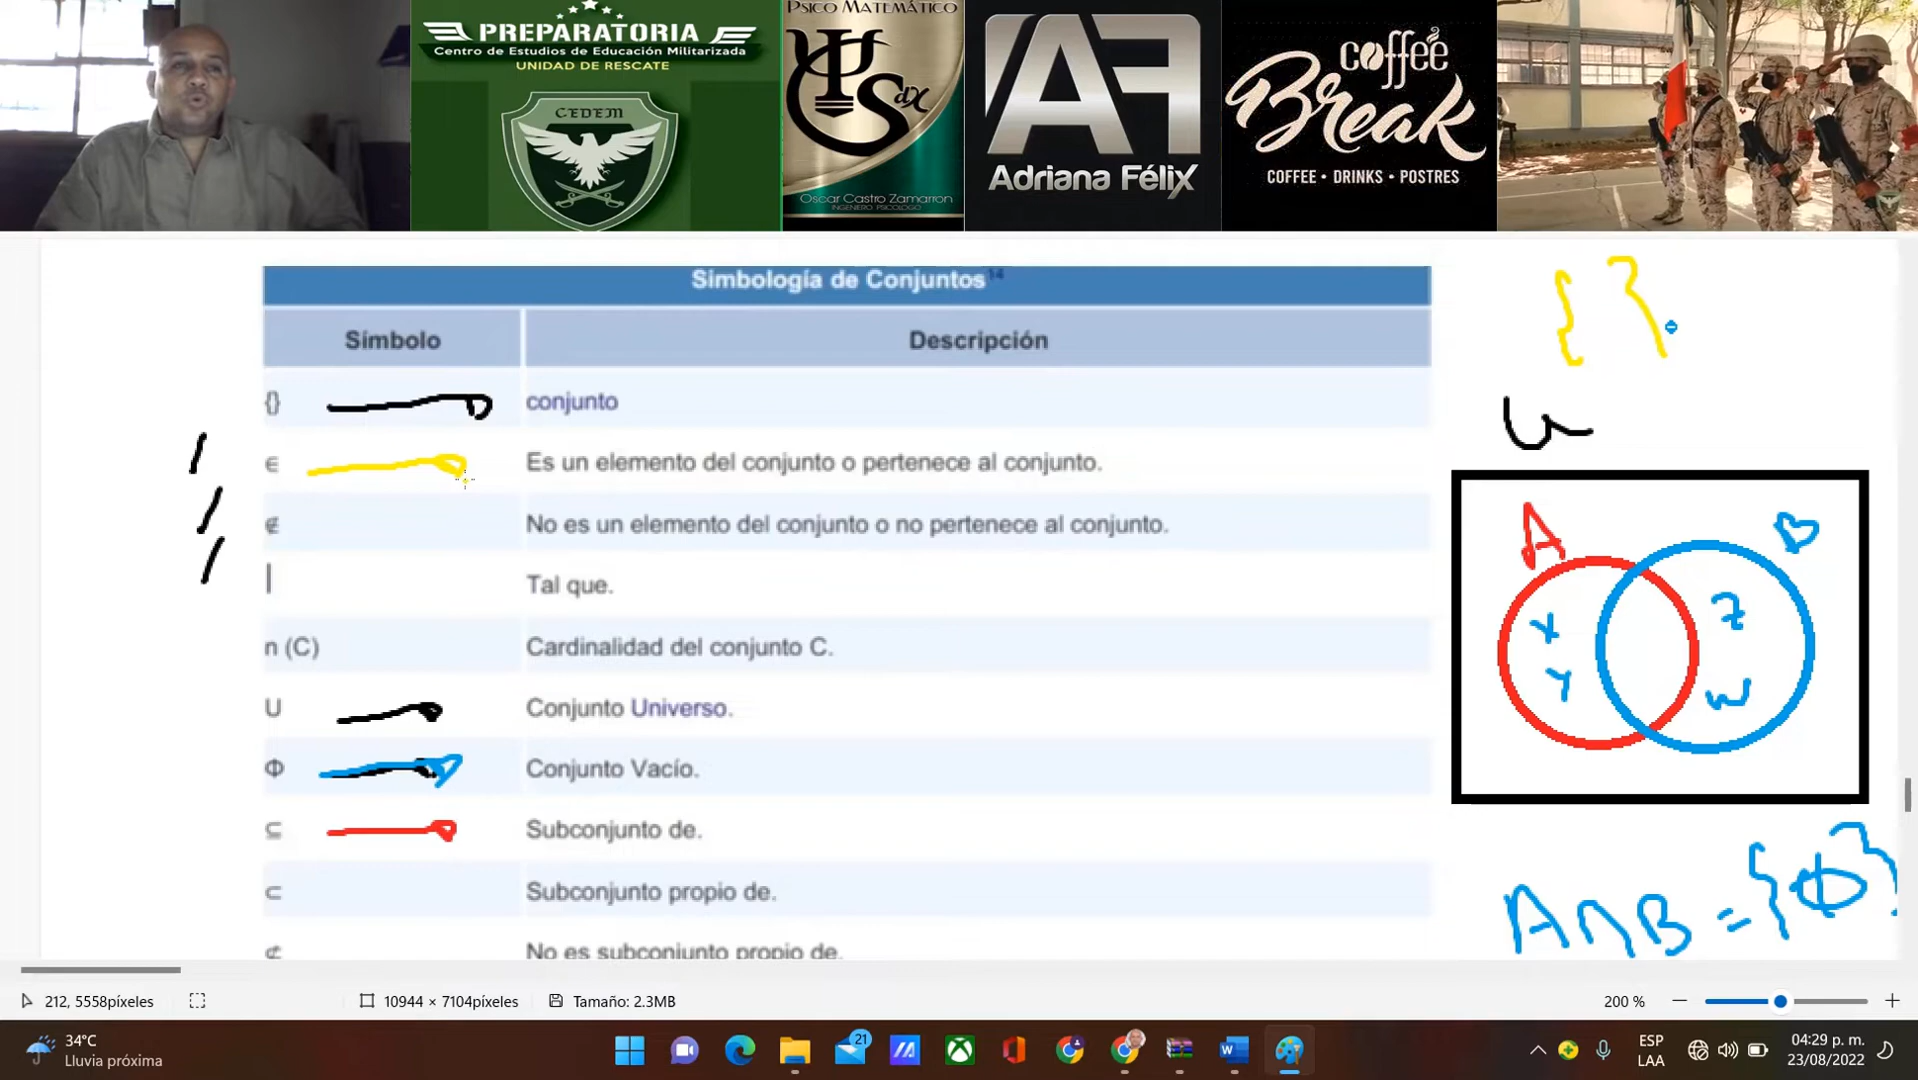 PREPARATORIA
Centro de Estudios de Educación Militarizada
UNIDAD DE RESCATE
CEDEM
PSICO MATEMÁTICO
Oscar Castro Zamarron
INGENIERO PSICOLOGO
AF
Adriana Félix
coffee
Break
COFFEE • DRINKS • POSTRES
Simbología de Conjuntos 14
Símbolo Descripción
{} conjunto
∈ Es un elemento del conjunto o pertenece al conjunto.
∉ No es un elemento del conjunto o no pertenece al conjunto.
| Tal que.
n (C) Cardinalidad del conjunto C.
U Conjunto Universo.
Φ Conjunto Vacío.
⊆ Subconjunto de.
⊂ Subconjunto propio de.
⊄ No es subconjunto propio de.
{ }
U
A B
x z
y w
A∩B = {Φ}
212, 5558píxeles 10944 × 7104píxeles Tamaño: 2.3MB 200 %
34°C
Lluvia próxima
21
ESP
LAA
04:29 p. m.
23/08/2022